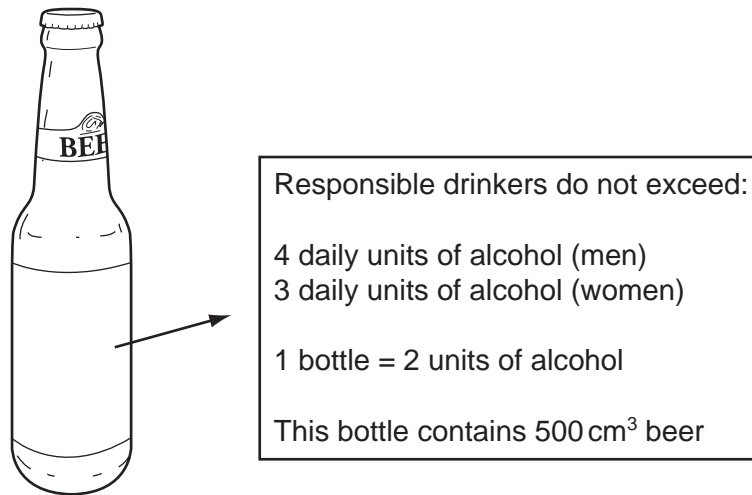 BEE
Responsible drinkers do not exceed:
4 daily units of alcohol (men)
3 daily units of alcohol (women)
1 bottle = 2 units of alcohol
This bottle contains 500 cm³ beer